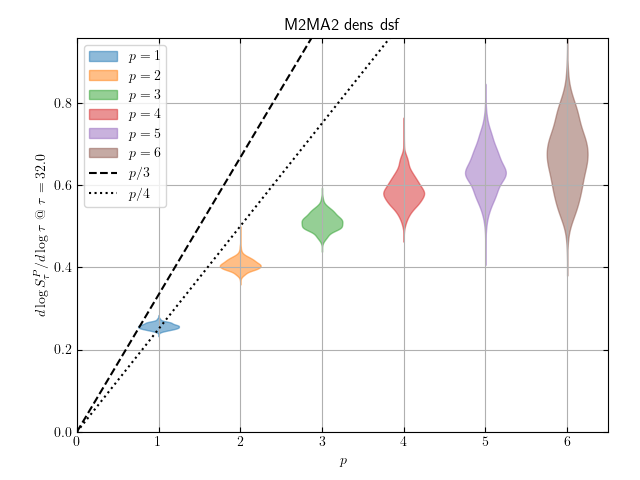 M2MA2 dens dsf
d log S_τ^P / d log τ @ τ = 32.0
0.8
0.6
0.4
0.2
0.0
p = 1
p = 2
p = 3
p = 4
p = 5
p = 6
p/3
p/4
0 1 2 3 4 5 6
p